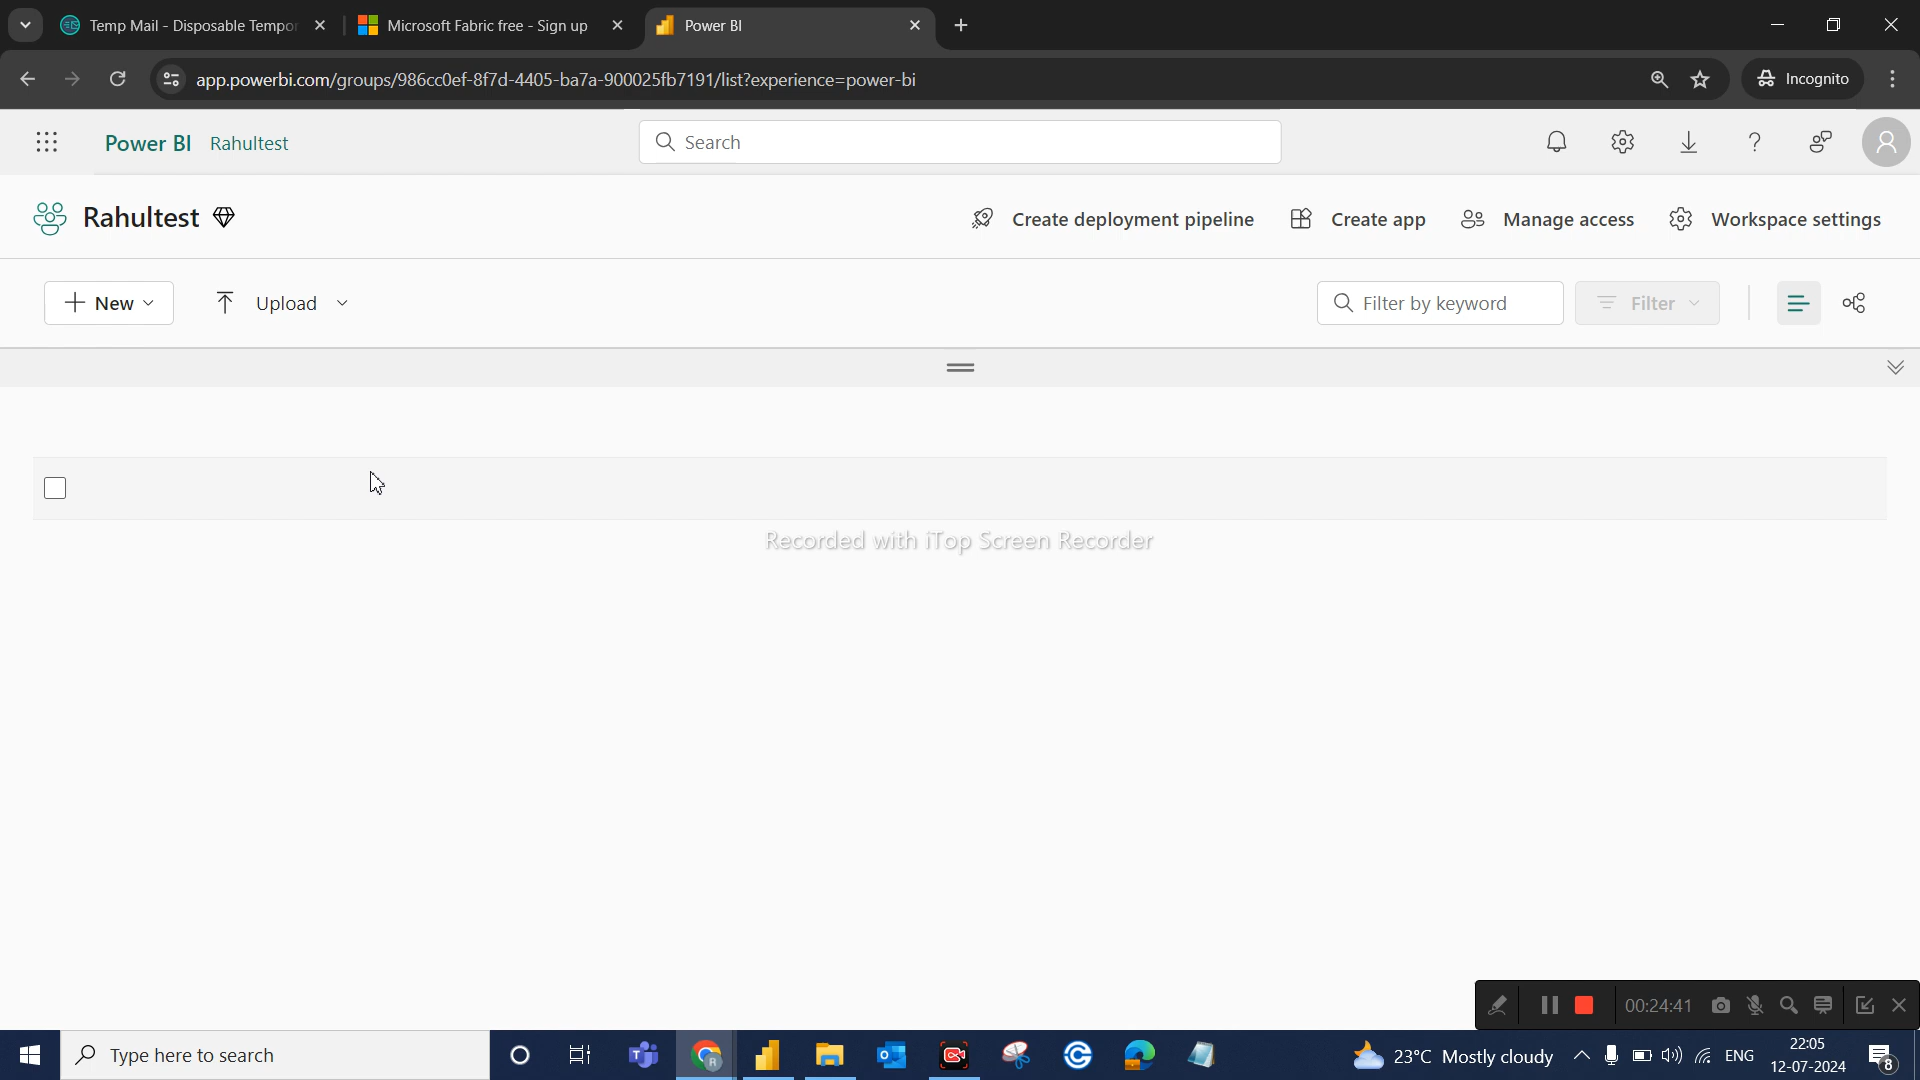 Temp Mail - Disposable Tempor
Microsoft Fabric free - Sign up
Power BI
app.powerbi.com/groups/986cc0ef-8f7d-4405-ba7a-900025fb7191/list?experience=power-bi
Incognito
Power BI Rahultest
Search
Rahultest
Create deployment pipeline
Create app
Manage access
Workspace settings
New
Upload
Filter by keyword
Filter
Recorded with iTop Screen Recorder
00:24:41
Type here to search
23°C Mostly cloudy
ENG
22:05
12-07-2024
8